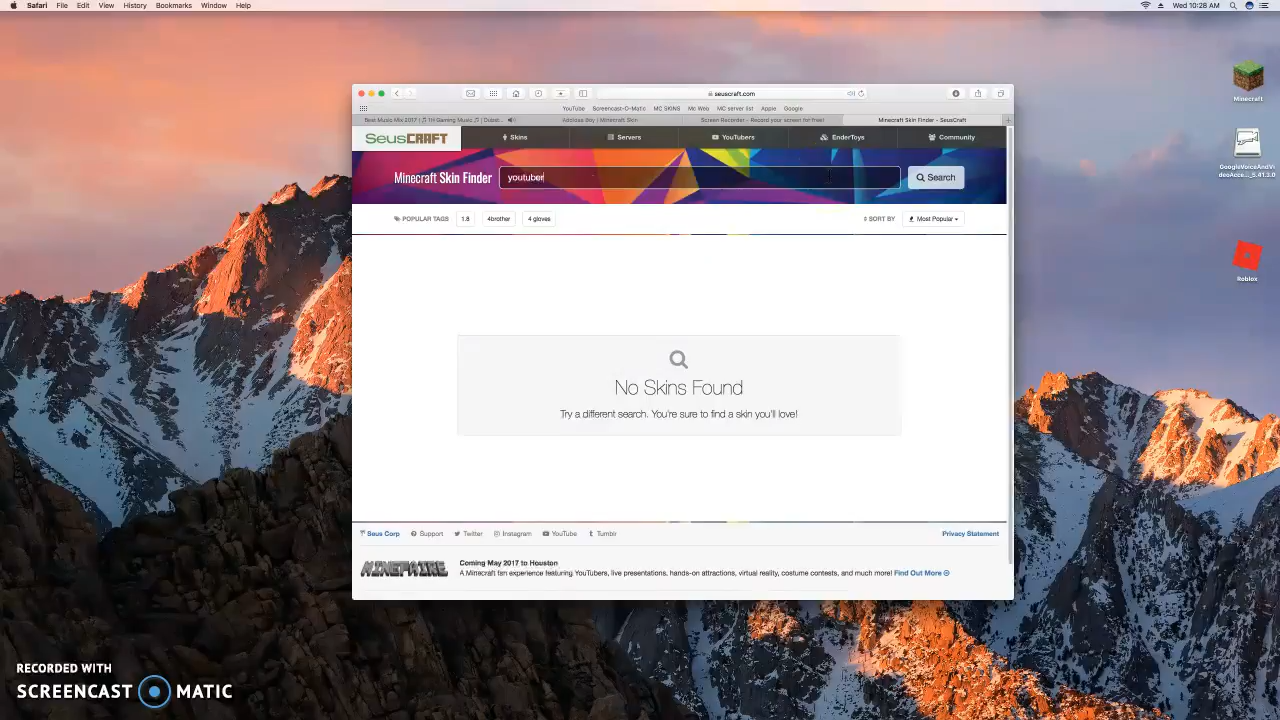 Safari File Edit View History Bookmarks Window Help
Wed 10:28 AM
Minecraft
GoogleVoiceAndVi
deoAcce..._5.41.3.0
Roblox
seuscraft.com
YouTube Screencast-O-Matic MC SKINS Mc Web MC server list Apple Google
Screen Recorder - Record your screen for free! Minecraft Skin Finder - SeusCraft
SEUSCRAFT Skins Servers YouTubers EnderToys Community
Minecraft Skin Finder youtuber Search
POPULAR TAGS 1.8 4brother 4 gloves SORT BY Most Popular
No Skins Found
Try a different search. You're sure to find a skin you'll love!
Seus Corp Support Twitter Instagram YouTube Tumblr Privacy Statement
MINEFAIRE
Coming May 2017 to Houston
A Minecraft fan experience featuring YouTubers, live presentations, hands-on attractions, virtual reality, costume contests, and much more! Find Out More
RECORDED WITH
SCREENCAST MATIC